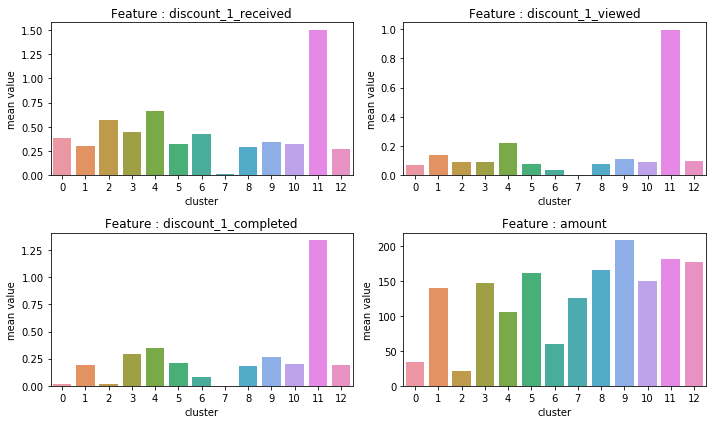 Feature : discount_1_received
mean value
1.50
1.25
1.00
0.75
0.50
0.25
0.00
0 1 2 3 4 5 6 7 8 9 10 11 12
cluster
Feature : discount_1_viewed
mean value
1.0
0.8
0.6
0.4
0.2
0.0
0 1 2 3 4 5 6 7 8 9 10 11 12
cluster
Feature : discount_1_completed
mean value
1.25
1.00
0.75
0.50
0.25
0.00
0 1 2 3 4 5 6 7 8 9 10 11 12
cluster
Feature : amount
mean value
200
150
100
50
0
0 1 2 3 4 5 6 7 8 9 10 11 12
cluster